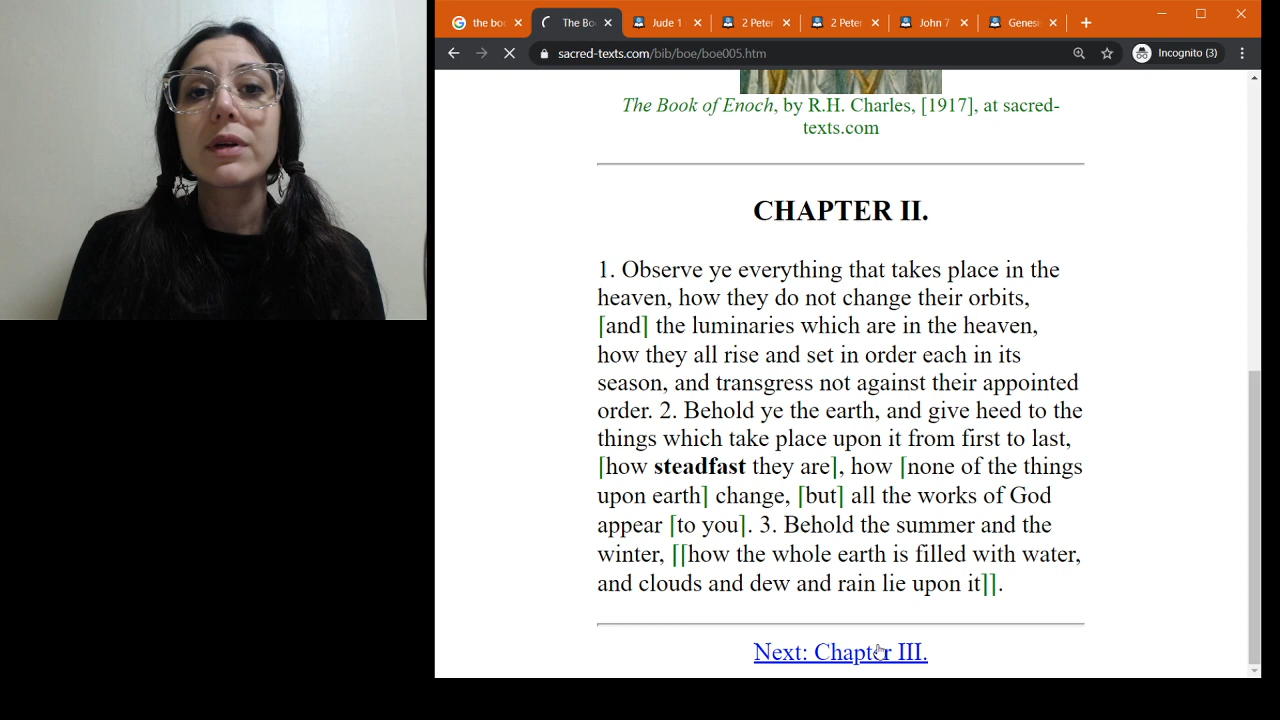 the boo
The Bo
Jude 1
2 Peter
2 Peter
John 7
Genesi
sacred-texts.com/bib/boe/boe005.htm
Incognito (3)
The Book of Enoch, by R.H. Charles, [1917], at sacred-
texts.com
CHAPTER II.
1. Observe ye everything that takes place in the
heaven, how they do not change their orbits,
⌈and⌉ the luminaries which are in the heaven,
how they all rise and set in order each in its
season, and transgress not against their appointed
order. 2. Behold ye the earth, and give heed to the
things which take place upon it from first to last,
⌈how steadfast they are⌉, how ⌈none of the things
upon earth⌉ change, ⌈but⌉ all the works of God
appear ⌈to you⌉. 3. Behold the summer and the
winter, ⌈⌈how the whole earth is filled with water,
and clouds and dew and rain lie upon it⌉⌉.
Next: Chapter III.